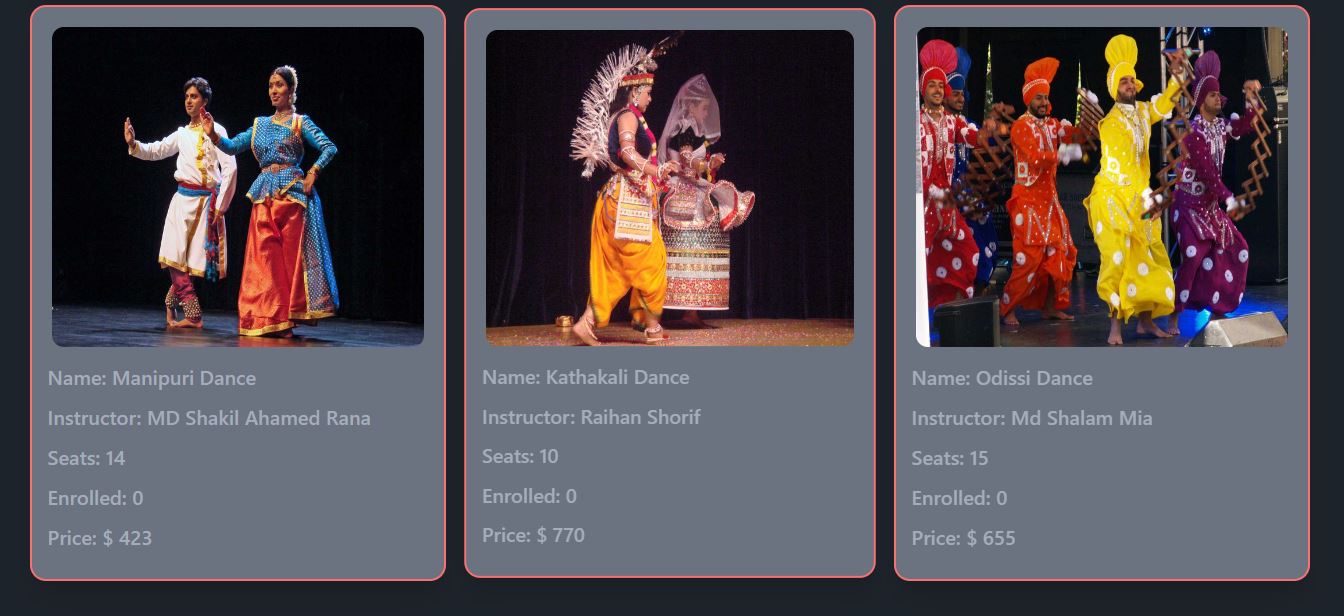 Name: Manipuri Dance
Instructor: MD Shakil Ahamed Rana
Seats: 14
Enrolled: 0
Price: $ 423
Name: Kathakali Dance
Instructor: Raihan Shorif
Seats: 10
Enrolled: 0
Price: $ 770
Name: Odissi Dance
Instructor: Md Shalam Mia
Seats: 15
Enrolled: 0
Price: $ 655